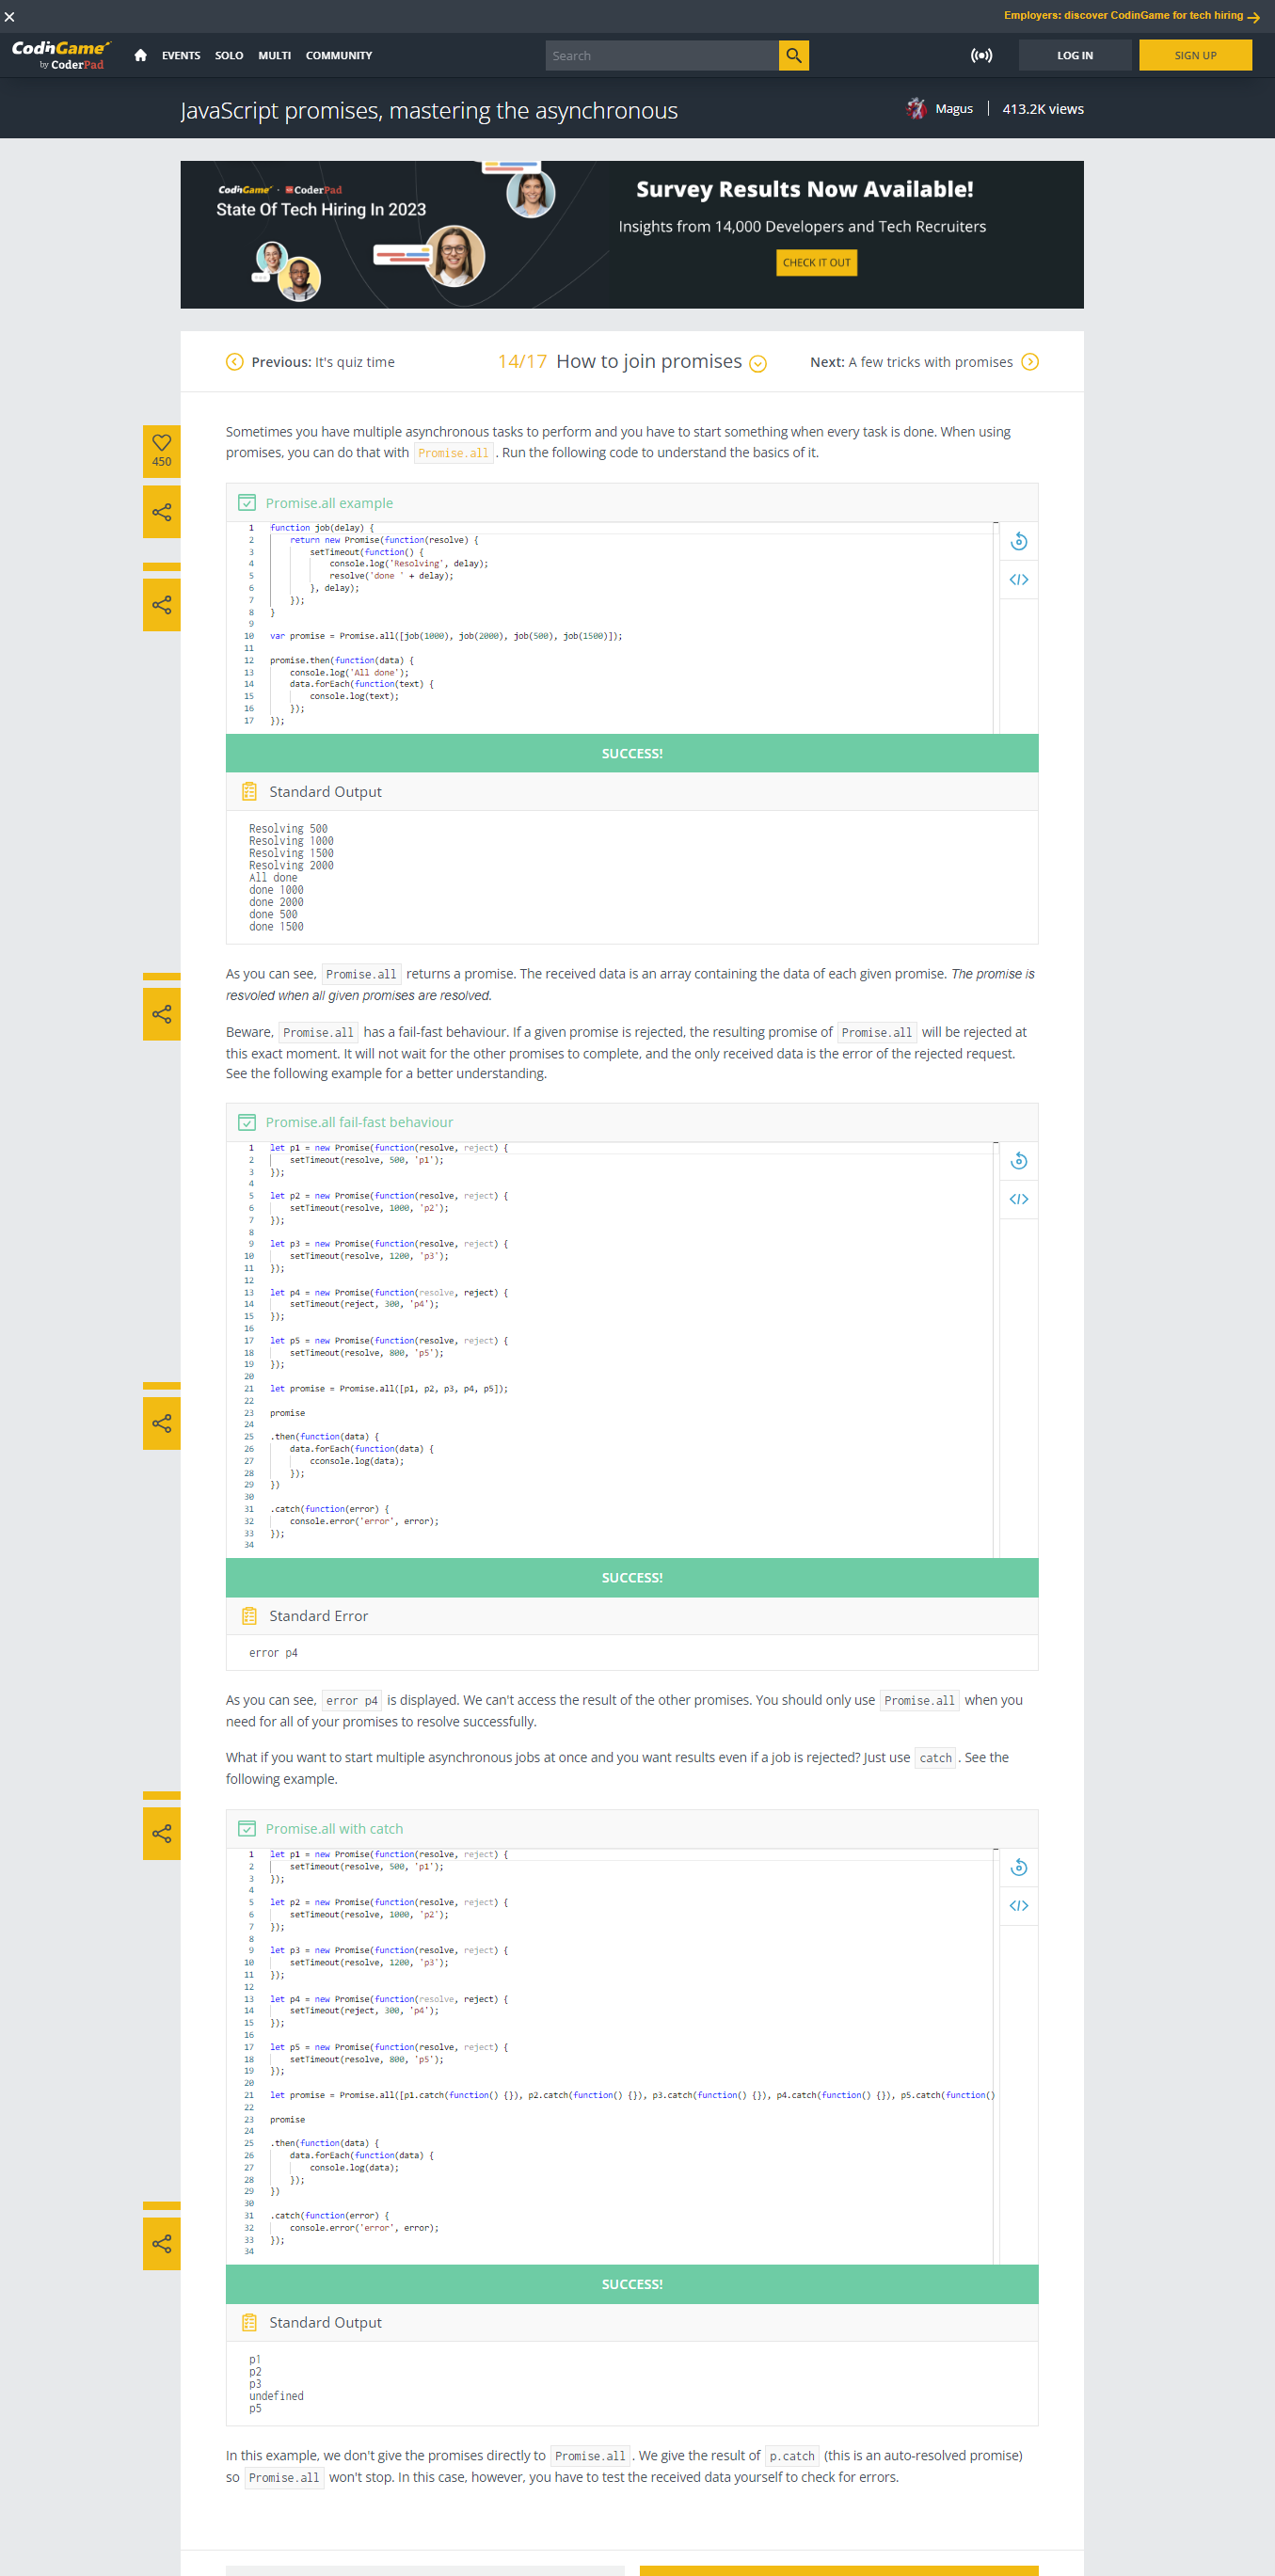 Employers: discover CodinGame for tech hiring
CodinGame
by CoderPad
EVENTS SOLO MULTI COMMUNITY
Search
LOG IN
SIGN UP
JavaScript promises, mastering the asynchronous
Magus
413.2K views
CodinGame · CoderPad
State Of Tech Hiring In 2023
Survey Results Now Available!
Insights from 14,000 Developers and Tech Recruiters
CHECK IT OUT
Previous: It's quiz time
14/17 How to join promises
Next: A few tricks with promises
450
Sometimes you have multiple asynchronous tasks to perform and you have to start something when every task is done. When using
promises, you can do that with Promise.all. Run the following code to understand the basics of it.
Promise.all example
1 function job(delay) {
2 return new Promise(function(resolve) {
3 setTimeout(function() {
4 console.log('Resolving', delay);
5 resolve('done ' + delay);
6 }, delay);
7 });
8 }
9
10 var promise = Promise.all([job(1000), job(2000), job(500), job(1500)]);
11
12 promise.then(function(data) {
13 console.log('All done');
14 data.forEach(function(text) {
15 console.log(text);
16 });
17 });
SUCCESS!
Standard Output
Resolving 500
Resolving 1000
Resolving 1500
Resolving 2000
All done
done 1000
done 2000
done 500
done 1500
As you can see, Promise.all returns a promise. The received data is an array containing the data of each given promise. The promise is
resvoled when all given promises are resolved.
Beware, Promise.all has a fail-fast behaviour. If a given promise is rejected, the resulting promise of Promise.all will be rejected at
this exact moment. It will not wait for the other promises to complete, and the only received data is the error of the rejected request.
See the following example for a better understanding.
Promise.all fail-fast behaviour
1 let p1 = new Promise(function(resolve, reject) {
2 setTimeout(resolve, 500, 'p1');
3 });
4
5 let p2 = new Promise(function(resolve, reject) {
6 setTimeout(resolve, 1000, 'p2');
7 });
8
9 let p3 = new Promise(function(resolve, reject) {
10 setTimeout(resolve, 1200, 'p3');
11 });
12
13 let p4 = new Promise(function(resolve, reject) {
14 setTimeout(reject, 300, 'p4');
15 });
16
17 let p5 = new Promise(function(resolve, reject) {
18 setTimeout(resolve, 800, 'p5');
19 });
20
21 let promise = Promise.all([p1, p2, p3, p4, p5]);
22
23 promise
24
25 .then(function(data) {
26 data.forEach(function(data) {
27 cconsole.log(data);
28 });
29 })
30
31 .catch(function(error) {
32 console.error('error', error);
33 });
34
SUCCESS!
Standard Error
error p4
As you can see, error p4 is displayed. We can't access the result of the other promises. You should only use Promise.all when you
need for all of your promises to resolve successfully.
What if you want to start multiple asynchronous jobs at once and you want results even if a job is rejected? Just use catch. See the
following example.
Promise.all with catch
1 let p1 = new Promise(function(resolve, reject) {
2 setTimeout(resolve, 500, 'p1');
3 });
4
5 let p2 = new Promise(function(resolve, reject) {
6 setTimeout(resolve, 1000, 'p2');
7 });
8
9 let p3 = new Promise(function(resolve, reject) {
10 setTimeout(resolve, 1200, 'p3');
11 });
12
13 let p4 = new Promise(function(resolve, reject) {
14 setTimeout(reject, 300, 'p4');
15 });
16
17 let p5 = new Promise(function(resolve, reject) {
18 setTimeout(resolve, 800, 'p5');
19 });
20
21 let promise = Promise.all([p1.catch(function() {}), p2.catch(function() {}), p3.catch(function() {}), p4.catch(function() {}), p5.catch(function()
22
23 promise
24
25 .then(function(data) {
26 data.forEach(function(data) {
27 console.log(data);
28 });
29 })
30
31 .catch(function(error) {
32 console.error('error', error);
33 });
34
SUCCESS!
Standard Output
p1
p2
p3
undefined
p5
In this example, we don't give the promises directly to Promise.all. We give the result of p.catch (this is an auto-resolved promise)
so Promise.all won't stop. In this case, however, you have to test the received data yourself to check for errors.